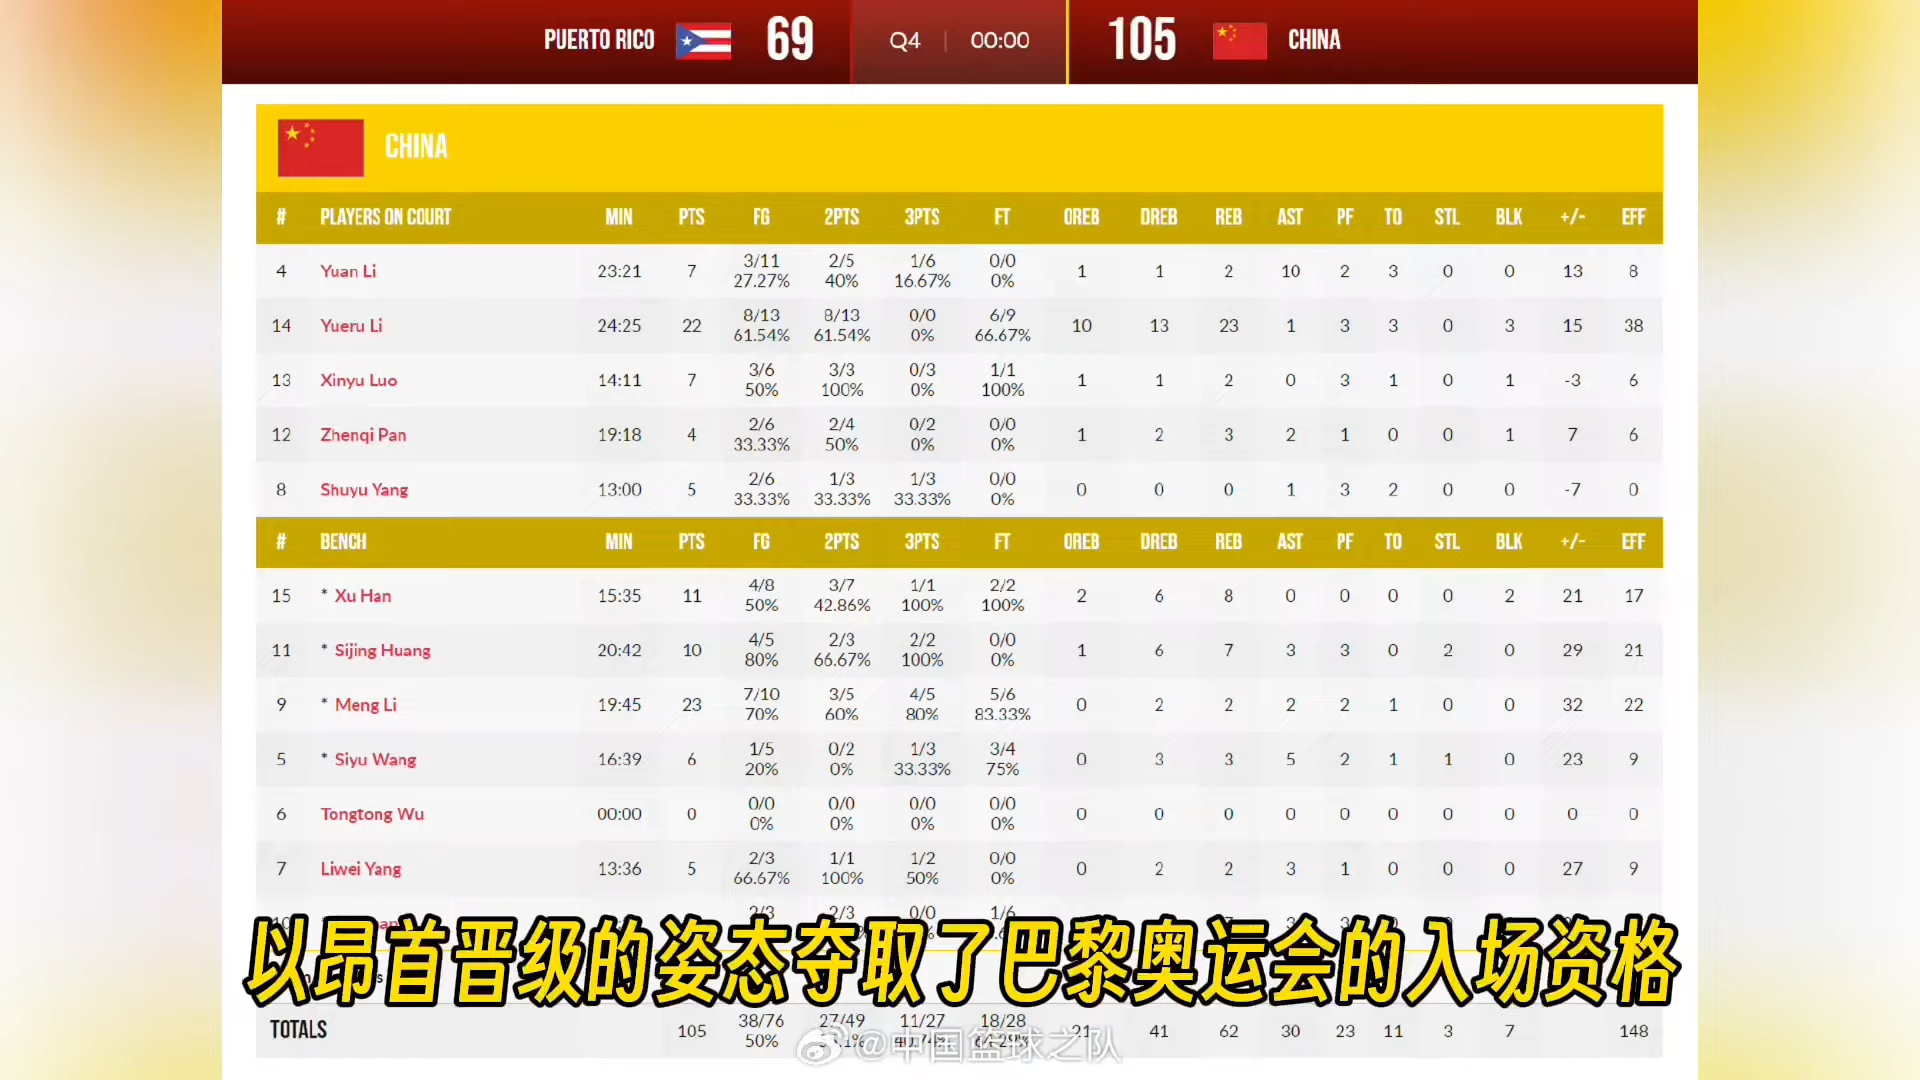 PUERTO RICO 69 Q4 | 00:00 105 CHINA
CHINA
# PLAYERS ON COURT MIN PTS FG 2PTS 3PTS FT OREB DREB REB AST PF TO STL BLK +/- EFF
4 Yuan Li 23:21 7 3/11 27.27% 2/5 40% 1/6 16.67% 0/0 0% 1 1 2 10 2 3 0 0 13 8
14 Yueru Li 24:25 22 8/13 61.54% 8/13 61.54% 0/0 0% 6/9 66.67% 10 13 23 1 3 3 0 3 15 38
13 Xinyu Luo 14:11 7 3/6 50% 3/3 100% 0/3 0% 1/1 100% 1 1 2 0 3 1 0 1 -3 6
12 Zhenqi Pan 19:18 4 2/6 33.33% 2/4 50% 0/2 0% 0/0 0% 1 2 3 2 1 0 0 1 7 6
8 Shuyu Yang 13:00 5 2/6 33.33% 1/3 33.33% 1/3 33.33% 0/0 0% 0 0 0 1 3 2 0 0 -7 0
# BENCH MIN PTS FG 2PTS 3PTS FT OREB DREB REB AST PF TO STL BLK +/- EFF
15 * Xu Han 15:35 11 4/8 50% 3/7 42.86% 1/1 100% 2/2 100% 2 6 8 0 0 0 0 2 21 17
11 * Sijing Huang 20:42 10 4/5 80% 2/3 66.67% 2/2 100% 0/0 0% 1 6 7 3 3 0 2 0 29 21
9 * Meng Li 19:45 23 7/10 70% 3/5 60% 4/5 80% 5/6 83.33% 0 2 2 2 2 1 0 0 32 22
5 * Siyu Wang 16:39 6 1/5 20% 0/2 0% 1/3 33.33% 3/4 75% 0 3 3 5 2 1 1 0 23 9
6 Tongtong Wu 00:00 0 0/0 0% 0/0 0% 0/0 0% 0/0 0% 0 0 0 0 0 0 0 0 0 0
7 Liwei Yang 13:36 5 2/3 66.67% 1/1 100% 1/2 50% 0/0 0% 0 2 2 3 1 0 0 0 27 9
10 2/3 2/3 0/0 1/6
以昂首晋级的姿态夺取了巴黎奥运会的入场资格
TOTALS 105 38/76 50% 27/49 11/27 40.74% 18/28 64.29% 21 41 62 30 23 11 3 7 148
@中国篮球之队